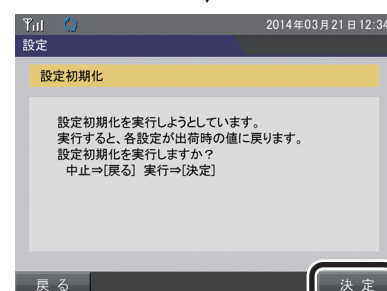 2014年03月21日12:34
設定
設定初期化
設定初期化を実行しようとしています。
実行すると、各設定が出荷時の値に戻ります。
設定初期化を実行しますか？
中止⇒[戻る] 実行⇒[決定]
戻る
決定